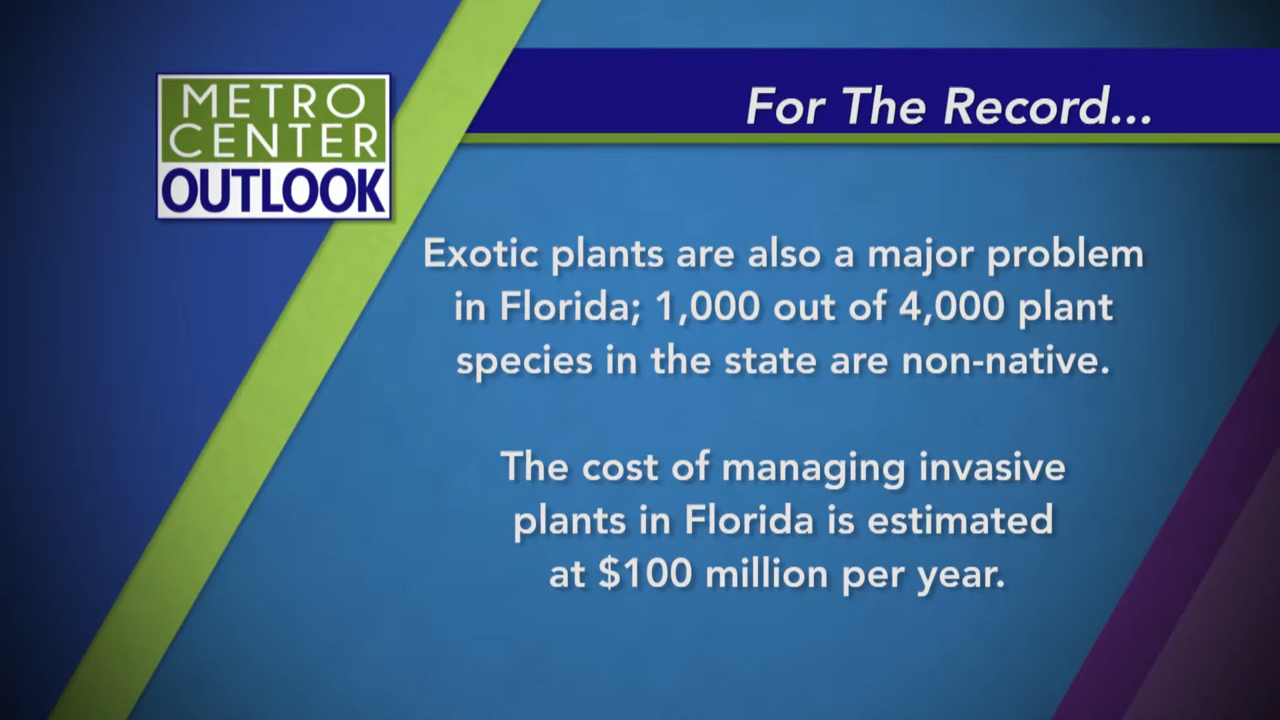 METRO
CENTER
OUTLOOK
For The Record...
Exotic plants are also a major problem
in Florida; 1,000 out of 4,000 plant
species in the state are non-native.
The cost of managing invasive
plants in Florida is estimated
at $100 million per year.